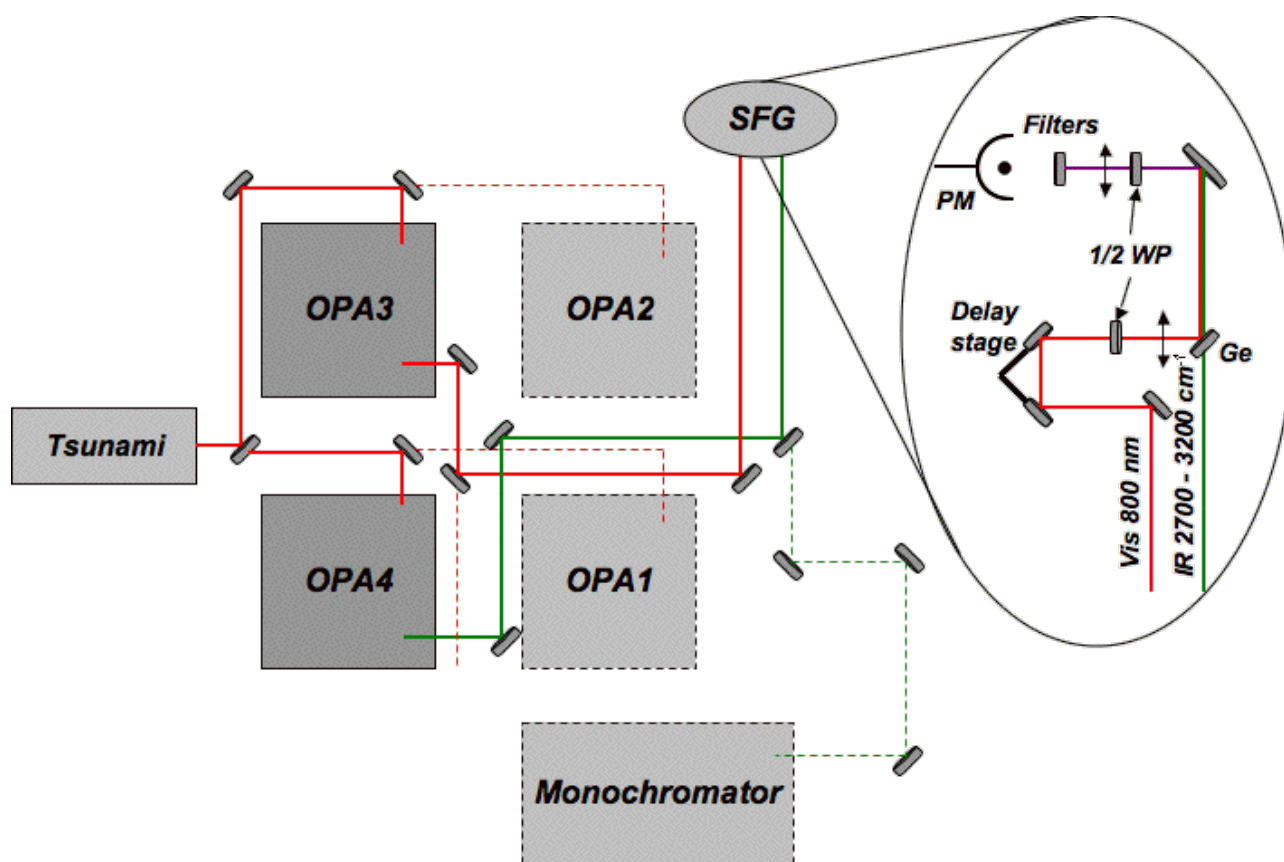 SFG
Filters
PM
1/2 WP
Delay
stage
Ge
Vis 800 nm
IR 2700 - 3200 cm-1
OPA3
OPA2
Tsunami
OPA4
OPA1
Monochromator